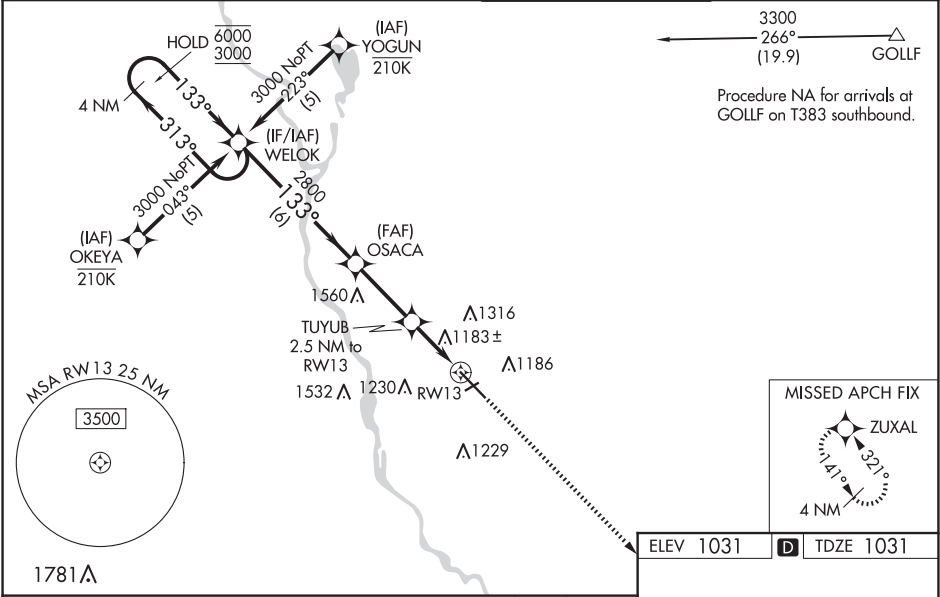 HOLD 6000
3000
4 NM
133°
313°
(IAF)
YOGUN
210K
3000 NoPT
223°
(5)
(IF/IAF)
WELOK
3000 NoPT
043°
(5)
(IAF)
OKEYA
210K
2800
133°
(6)
(FAF)
OSACA
1560
TUYUB
2.5 NM to
RW13
1316
1183±
1186
1532
1230
RW13
1229
3300
266°
(19.9)
GOLLF
Procedure NA for arrivals at
GOLLF on T383 southbound.
MSA RW13 25 NM
3500
1781
MISSED APCH FIX
ZUXAL
141°
321°
4 NM
ELEV 1031 D TDZE 1031